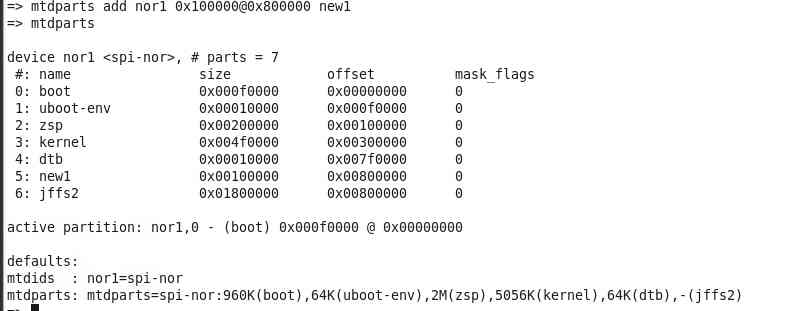 => mtdparts add nor1 0x100000@0x800000 new1
=> mtdparts
device nor1 <spi-nor>, # parts = 7
#: name size offset mask_flags
0: boot 0x000f0000 0x00000000 0
1: uboot-env 0x00010000 0x000f0000 0
2: zsp 0x00200000 0x00100000 0
3: kernel 0x004f0000 0x00300000 0
4: dtb 0x00010000 0x007f0000 0
5: new1 0x00100000 0x00800000 0
6: jffs2 0x01800000 0x00800000 0
active partition: nor1,0 - (boot) 0x000f0000 @ 0x00000000
defaults:
mtdids : nor1=spi-nor
mtdparts: mtdparts=spi-nor:960K(boot),64K(uboot-env),2M(zsp),5056K(kernel),64K(dtb),-(jffs2)
=>